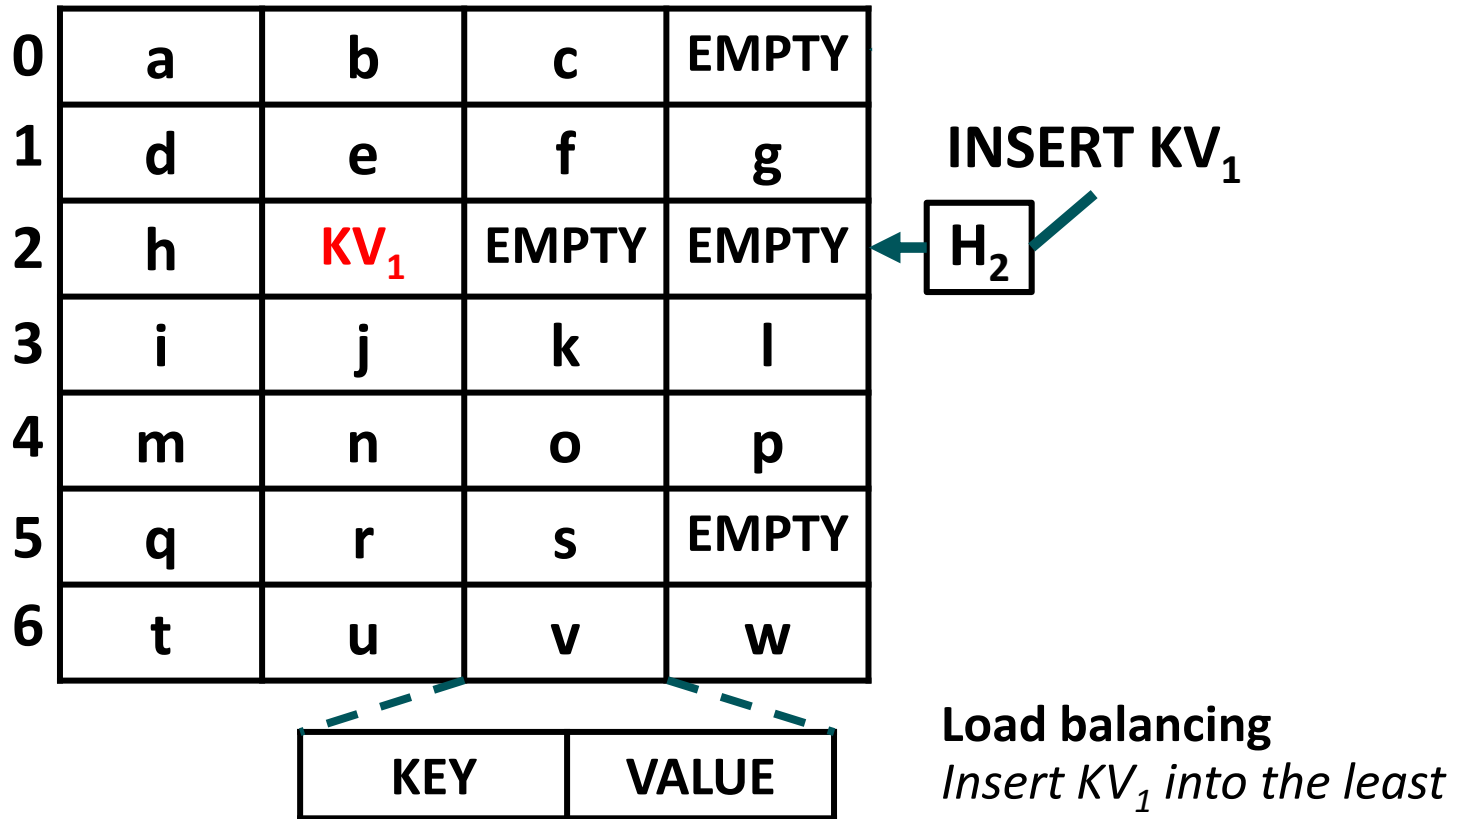 0 a b c EMPTY
1 d e f g
INSERT KV₁
2 h KV₁ EMPTY EMPTY
H₂
3 i j k l
4 m n o p
5 q r s EMPTY
6 t u v w
KEY VALUE
Load balancing
Insert KV₁ into the least